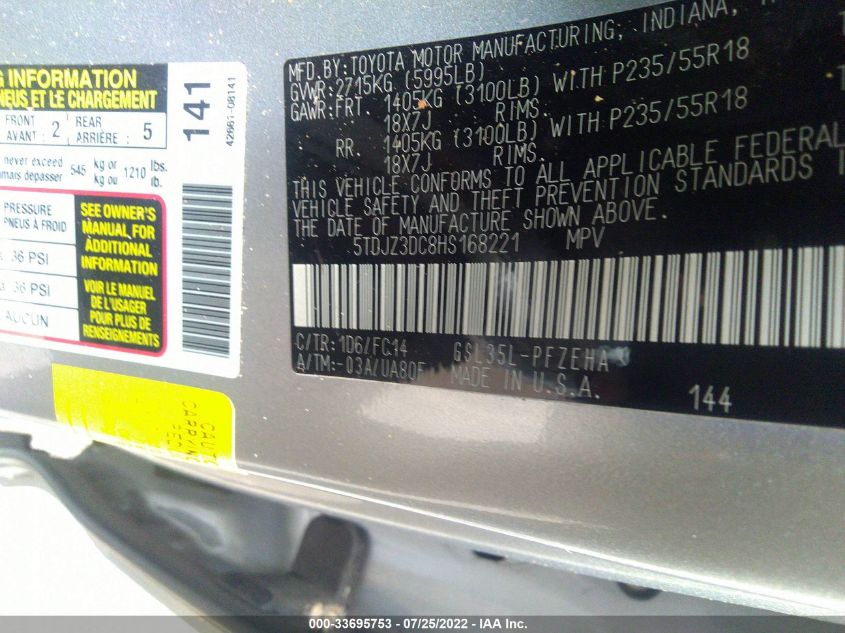 G INFORMATION
PNEUS ET LE CHARGEMENT
FRONT
AVANT : 2 REAR
ARRIÈRE : 5
never exceed 545 kg or 1210 lbs.
jamais dépasser kg ou lb.
PRESSURE
PNEUS À FROID
36 PSI
36 PSI
AUCUN
SEE OWNER'S
MANUAL FOR
ADDITIONAL
INFORMATION
VOIR LE MANUEL
DE L'USAGER
POUR PLUS DE
RENSEIGNEMENTS
141
42661-08141
MFD.BY:TOYOTA MOTOR MANUFACTURING, INDIANA,
GVWR:2715KG (5995LB)
GAWR:FRT. 1405KG (3100LB) WITH P235/55R18
18X7J RIMS.
RR. 1405KG (3100LB) WITH P235/55R18
18X7J RIMS.
THIS VEHICLE CONFORMS TO ALL APPLICABLE FEDERAL
VEHICLE SAFETY AND THEFT PREVENTION STANDARDS
THE DATE OF MANUFACTURE SHOWN ABOVE.
5TDJZ3DC8HS168221 MPV
C/TR:1D6/FC14 GSL35L-PFZEHA
A/TM:-03A/UA80F MADE IN U.S.A.
144
000-33695753 / 07/25/2022 - IAA Inc.